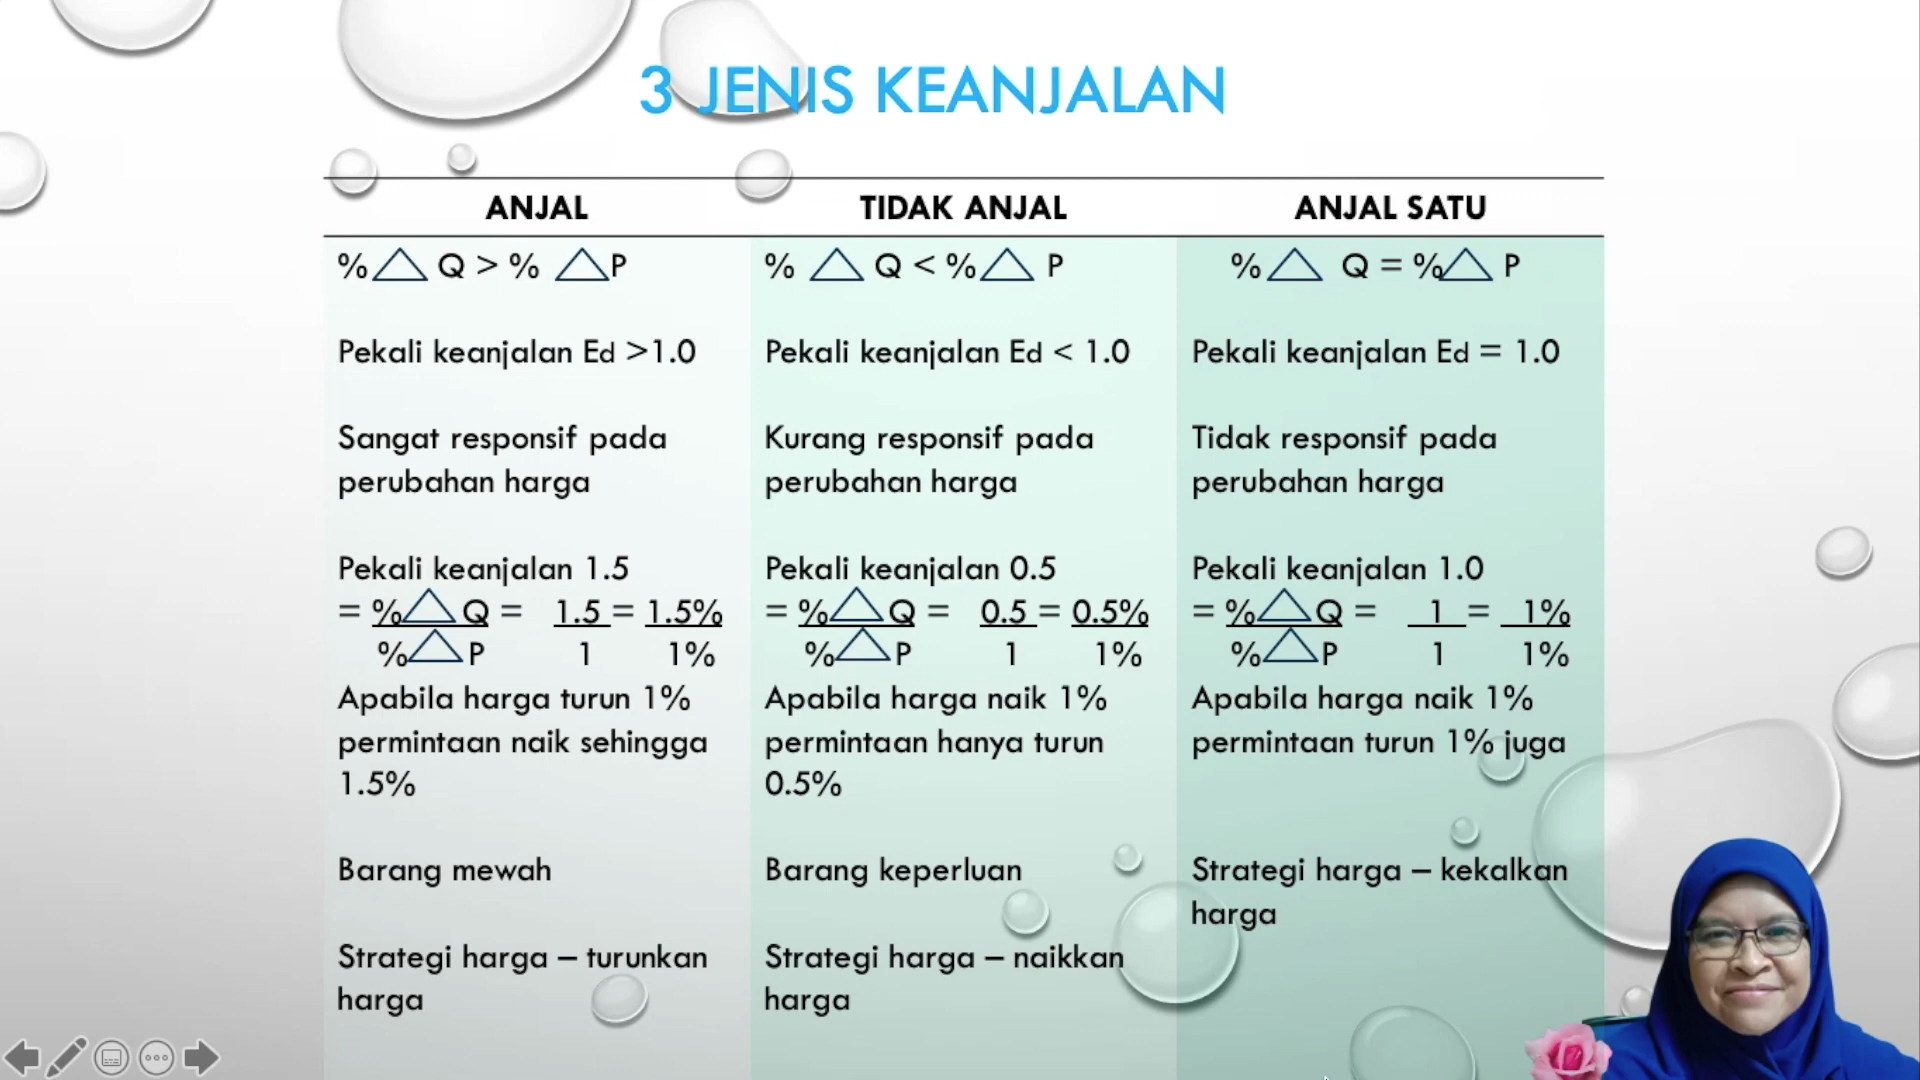 3 JENIS KEANJALAN
ANJAL
%△ Q > % △P
Pekali keanjalan Ed >1.0
Sangat responsif pada
perubahan harga
Pekali keanjalan 1.5
= %△Q = 1.5 = 1.5%
%△P 1 1%
Apabila harga turun 1%
permintaan naik sehingga
1.5%
Barang mewah
Strategi harga – turunkan
harga
TIDAK ANJAL
% △ Q < %△ P
Pekali keanjalan Ed < 1.0
Kurang responsif pada
perubahan harga
Pekali keanjalan 0.5
= %△Q = 0.5 = 0.5%
%△P 1 1%
Apabila harga naik 1%
permintaan hanya turun
0.5%
Barang keperluan
Strategi harga – naikkan
harga
ANJAL SATU
%△ Q = %△ P
Pekali keanjalan Ed = 1.0
Tidak responsif pada
perubahan harga
Pekali keanjalan 1.0
= %△Q = 1 = 1%
%△P 1 1%
Apabila harga naik 1%
permintaan turun 1% juga
Strategi harga – kekalkan
harga